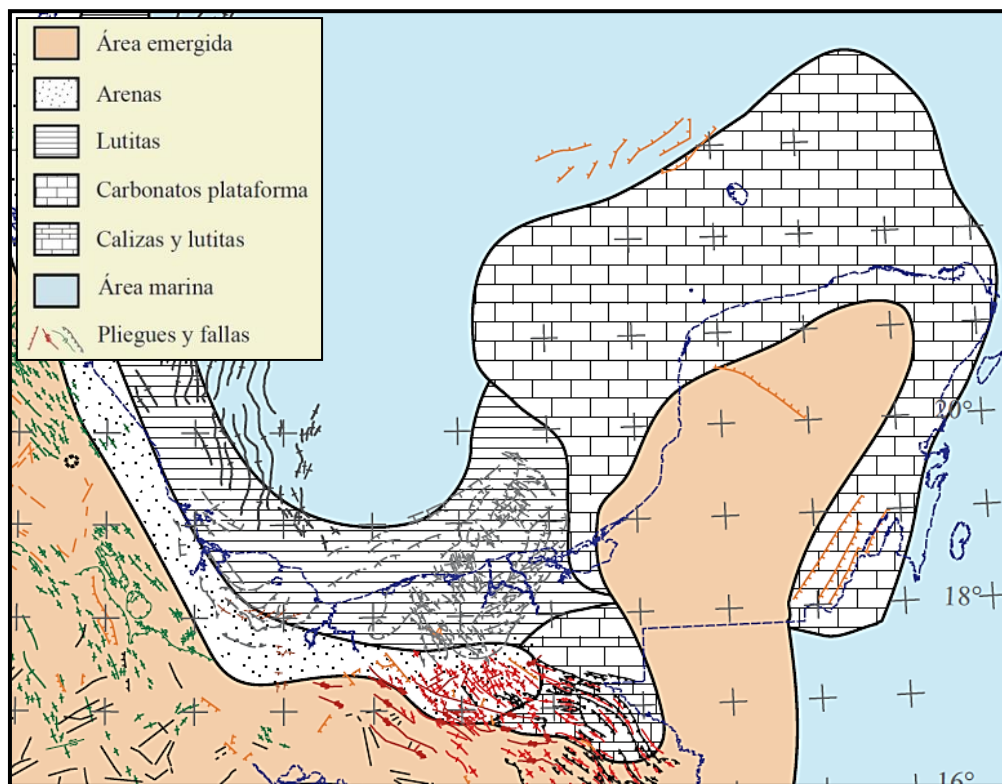 Área emergida
Arenas
Lutitas
Carbonatos plataforma
Calizas y lutitas
Área marina
Pliegues y fallas
20°
18°
16°